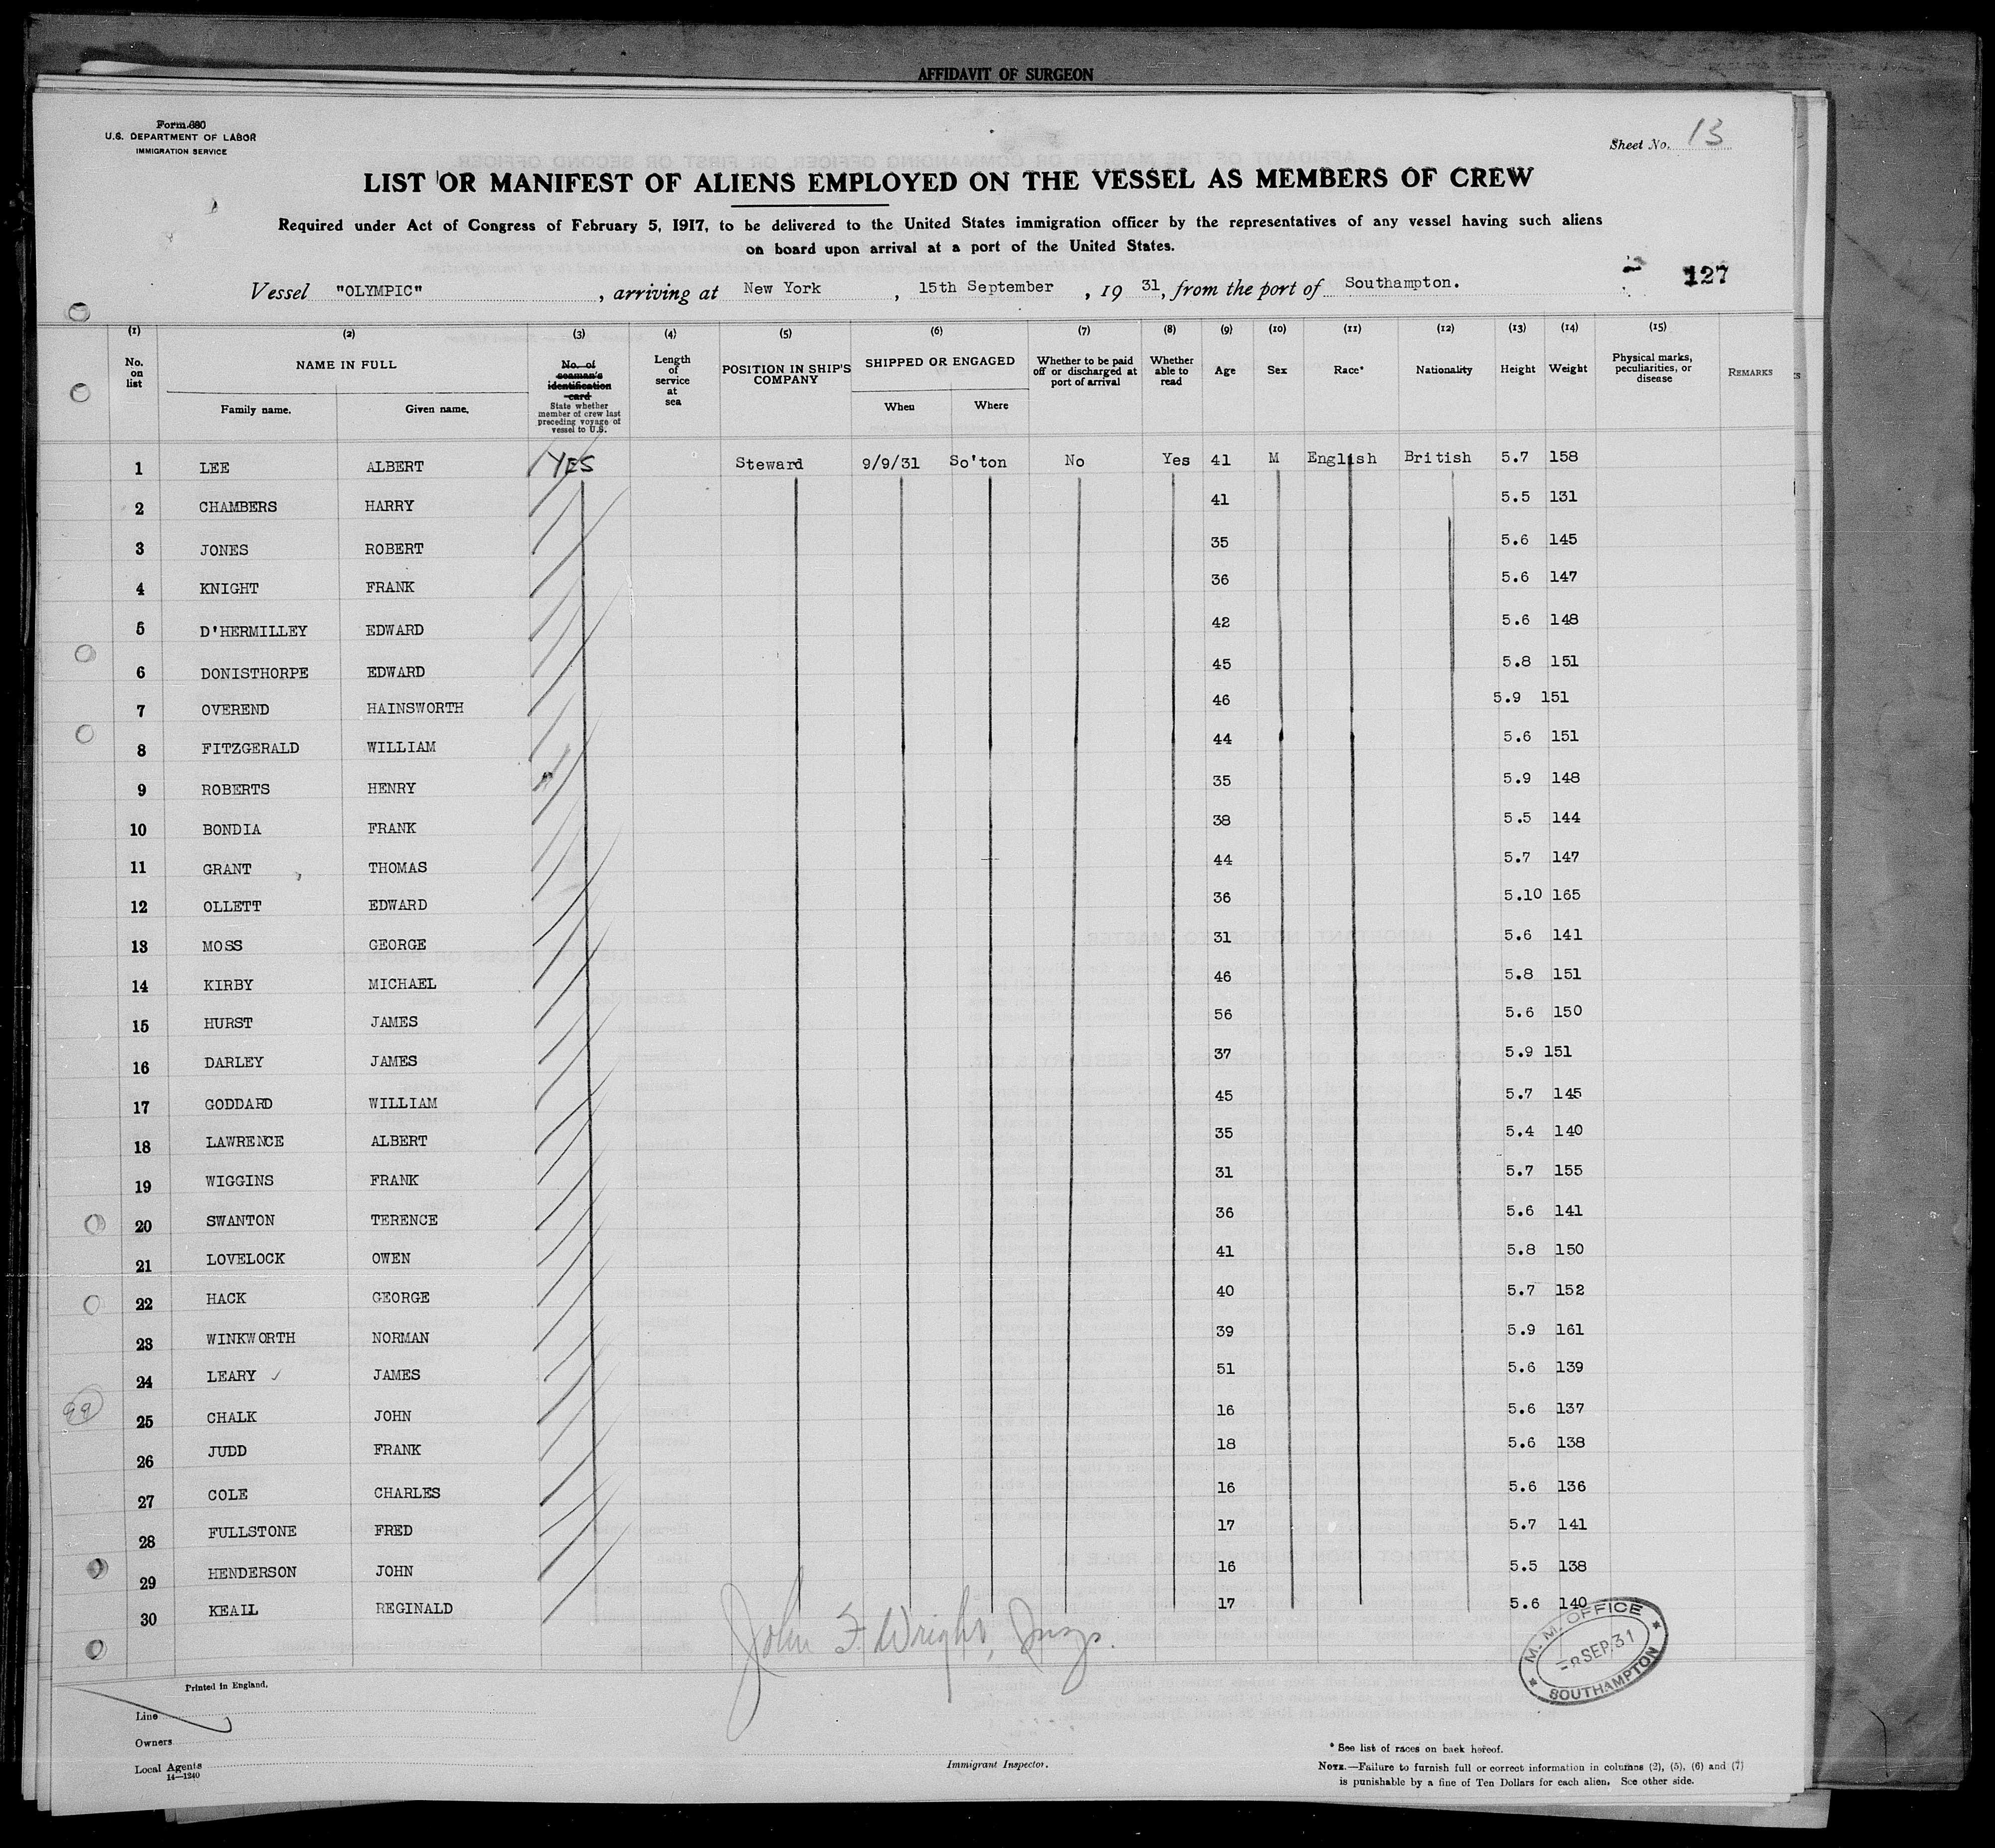 AFFIDAVIT OF SURGEON
Form 680
U.S. DEPARTMENT OF LABOR
IMMIGRATION SERVICE
Sheet No. 13
LIST OR MANIFEST OF ALIENS EMPLOYED ON THE VESSEL AS MEMBERS OF CREW
Required under Act of Congress of February 5, 1917, to be delivered to the United States immigration officer by the representatives of any vessel having such aliens
on board upon arrival at a port of the United States.
127
Vessel "OLYMPIC", arriving at New York, 15th September, 19 31, from the port of Southampton.
(1) (2) (3) (4) (5) (6) (7) (8) (9) (10) (11) (12) (13) (14) (15)
No. on list NAME IN FULL Family name. Given name. No. of seaman's identification card State whether member of crew last preceding voyage of vessel to U.S. Length of service at sea POSITION IN SHIP'S COMPANY SHIPPED OR ENGAGED When Where Whether to be paid off or discharged at port of arrival Whether able to read Age Sex Race* Nationality Height Weight Physical marks, peculiarities, or disease REMARKS
1 LEE ALBERT YES Steward 9/9/31 So'ton No Yes 41 M English British 5.7 158
2 CHAMBERS HARRY 41 5.5 131
3 JONES ROBERT 35 5.6 145
4 KNIGHT FRANK 36 5.6 147
5 D'HERMILLEY EDWARD 42 5.6 148
6 DONISTHORPE EDWARD 45 5.8 151
7 OVEREND HAINSWORTH 46 5.9 151
8 FITZGERALD WILLIAM 44 5.6 151
9 ROBERTS HENRY 35 5.9 148
10 BONDIA FRANK 38 5.5 144
11 GRANT THOMAS 44 5.7 147
12 OLLETT EDWARD 36 5.10 165
13 MOSS GEORGE 31 5.6 141
14 KIRBY MICHAEL 46 5.8 151
15 HURST JAMES 56 5.6 150
16 DARLEY JAMES 37 5.9 151
17 GODDARD WILLIAM 45 5.7 145
18 LAWRENCE ALBERT 35 5.4 140
19 WIGGINS FRANK 31 5.7 155
20 SWANTON TERENCE 36 5.6 141
21 LOVELOCK OWEN 41 5.8 150
22 HACK GEORGE 40 5.7 152
23 WINKWORTH NORMAN 39 5.9 161
24 LEARY JAMES 51 5.6 139
99
25 CHALK JOHN 16 5.6 137
26 JUDD FRANK 18 5.6 138
27 COLE CHARLES 16 5.6 136
28 FULLSTONE FRED 17 5.7 141
29 HENDERSON JOHN 16 5.5 138
30 KEALL REGINALD 17 5.6 140
John F. Wright, Insp.
M.M. OFFICE
8 SEP. 31
SOUTHAMPTON
Printed in England.
Line
Owners
Local Agents
14—1240
Immigrant Inspector.
* See list of races on back hereof.
NOTE.—Failure to furnish full or correct information in columns (2), (5), (6) and (7)
is punishable by a fine of Ten Dollars for each alien. See other side.